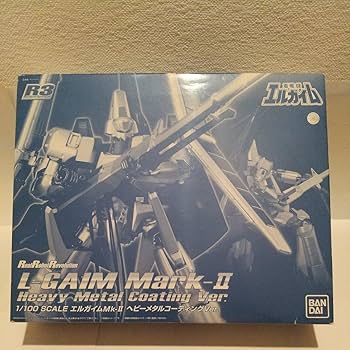 R3
重戦機
エルガイム
Real Robot Revolution
L-GAIM Mark-II
Heavy Metal Coating Ver.
1/100 SCALE エルガイムMk-II ヘビーメタルコーティングVer.
BAN
DAI